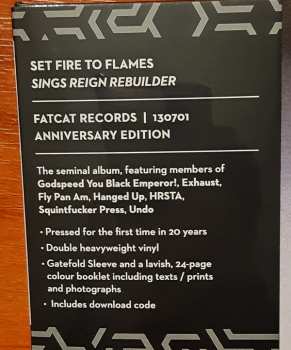 SET FIRE TO FLAMES
SINGS REIGN REBUILDER
FATCAT RECORDS | 130701
ANNIVERSARY EDITION
The seminal album, featuring members of
Godspeed You Black Emperor!, Exhaust,
Fly Pan Am, Hanged Up, HRSTA,
Squintfucker Press, Undo
• Pressed for the first time in 20 years
• Double heavyweight vinyl
• Gatefold Sleeve and a lavish, 24-page
colour booklet including texts / prints
and photographs
• Includes download code